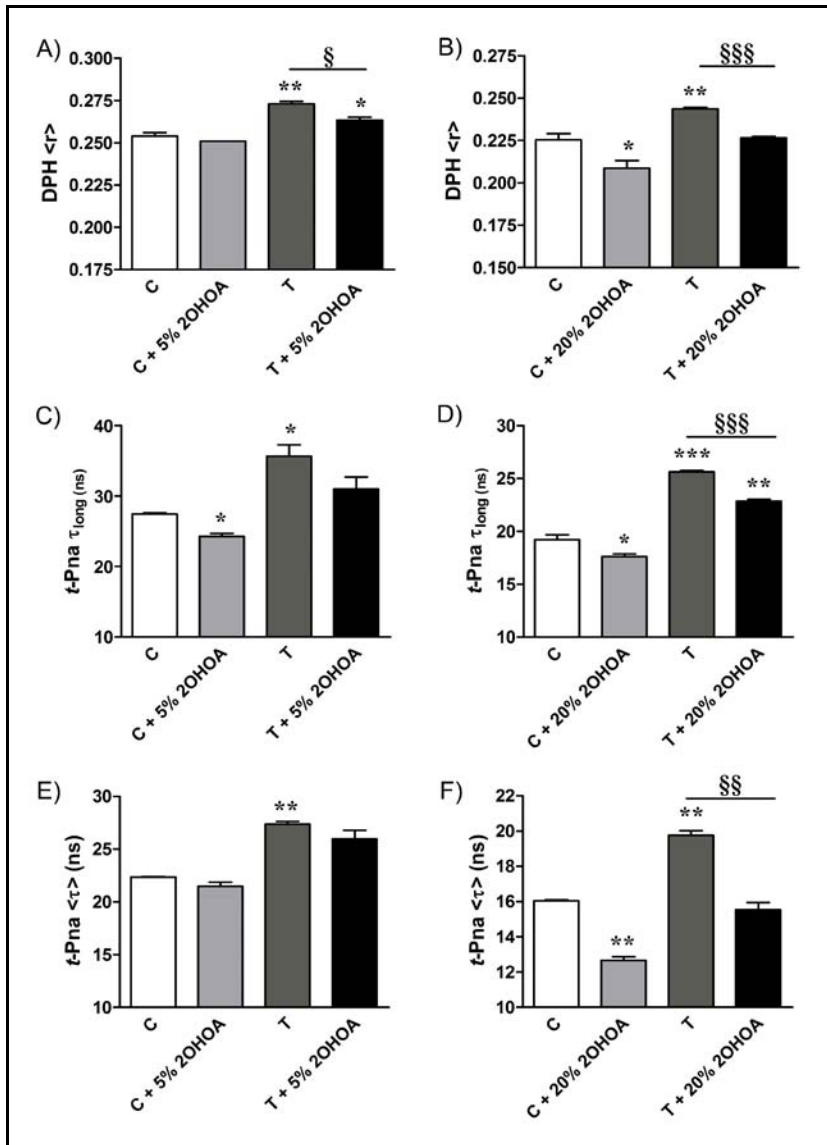 A)
DPH <r>
0.300
0.275
0.250
0.225
0.200
0.175
§
**
*
C
C + 5% 2OHOA
T
T + 5% 2OHOA
B)
DPH <r>
0.250
0.225
0.200
0.175
0.150
§§§
**
*
C
C + 20% 2OHOA
T
T + 20% 2OHOA
C)
t-Pna τlong (ns)
40
30
20
10
*
*
C
C + 5% 2OHOA
T
T + 5% 2OHOA
D)
t-Pna τlong (ns)
30
25
20
15
10
§§§
***
**
*
C
C + 20% 2OHOA
T
T + 20% 2OHOA
E)
t-Pna <τ> (ns)
30
25
20
15
10
**
C
C + 5% 2OHOA
T
T + 5% 2OHOA
F)
t-Pna <τ> (ns)
22
20
18
16
14
12
10
§§
**
**
C
C + 20% 2OHOA
T
T + 20% 2OHOA